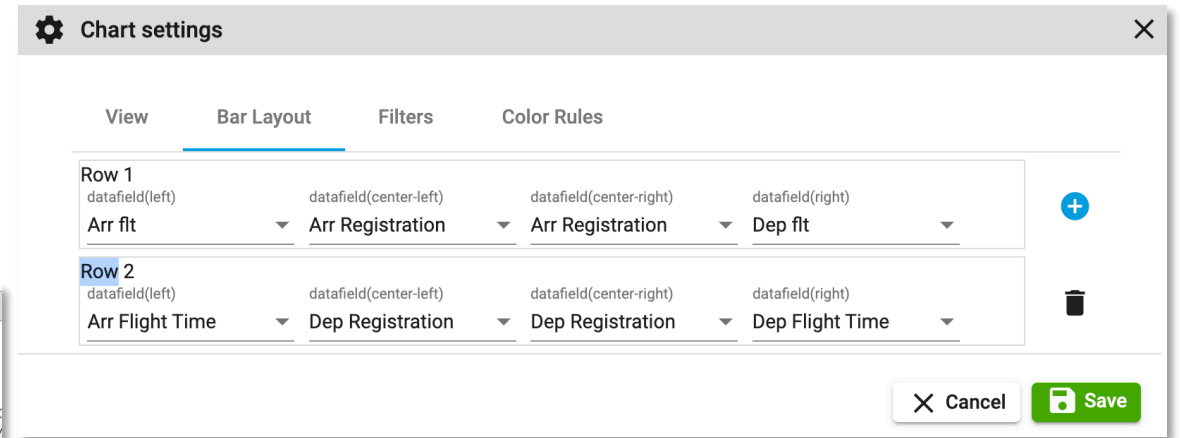 Chart settings
View Bar Layout Filters Color Rules
Row 1
datafield(left) datafield(center-left) datafield(center-right) datafield(right)
Arr flt Arr Registration Arr Registration Dep flt
Row 2
datafield(left) datafield(center-left) datafield(center-right) datafield(right)
Arr Flight Time Dep Registration Dep Registration Dep Flight Time
Cancel Save